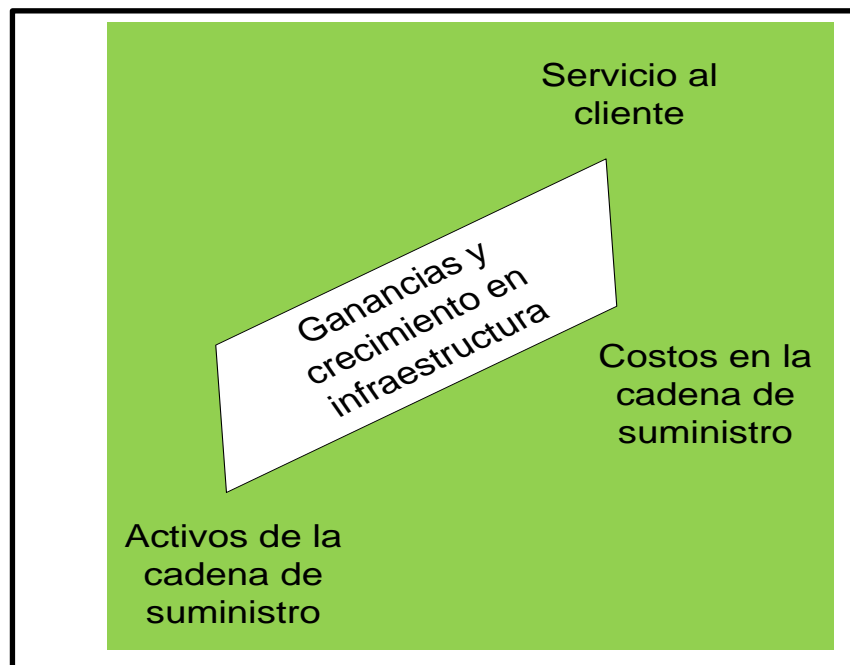 Servicio al
cliente
Ganancias y
crecimiento en
infraestructura
Costos en la
cadena de
suministro
Activos de la
cadena de
suministro